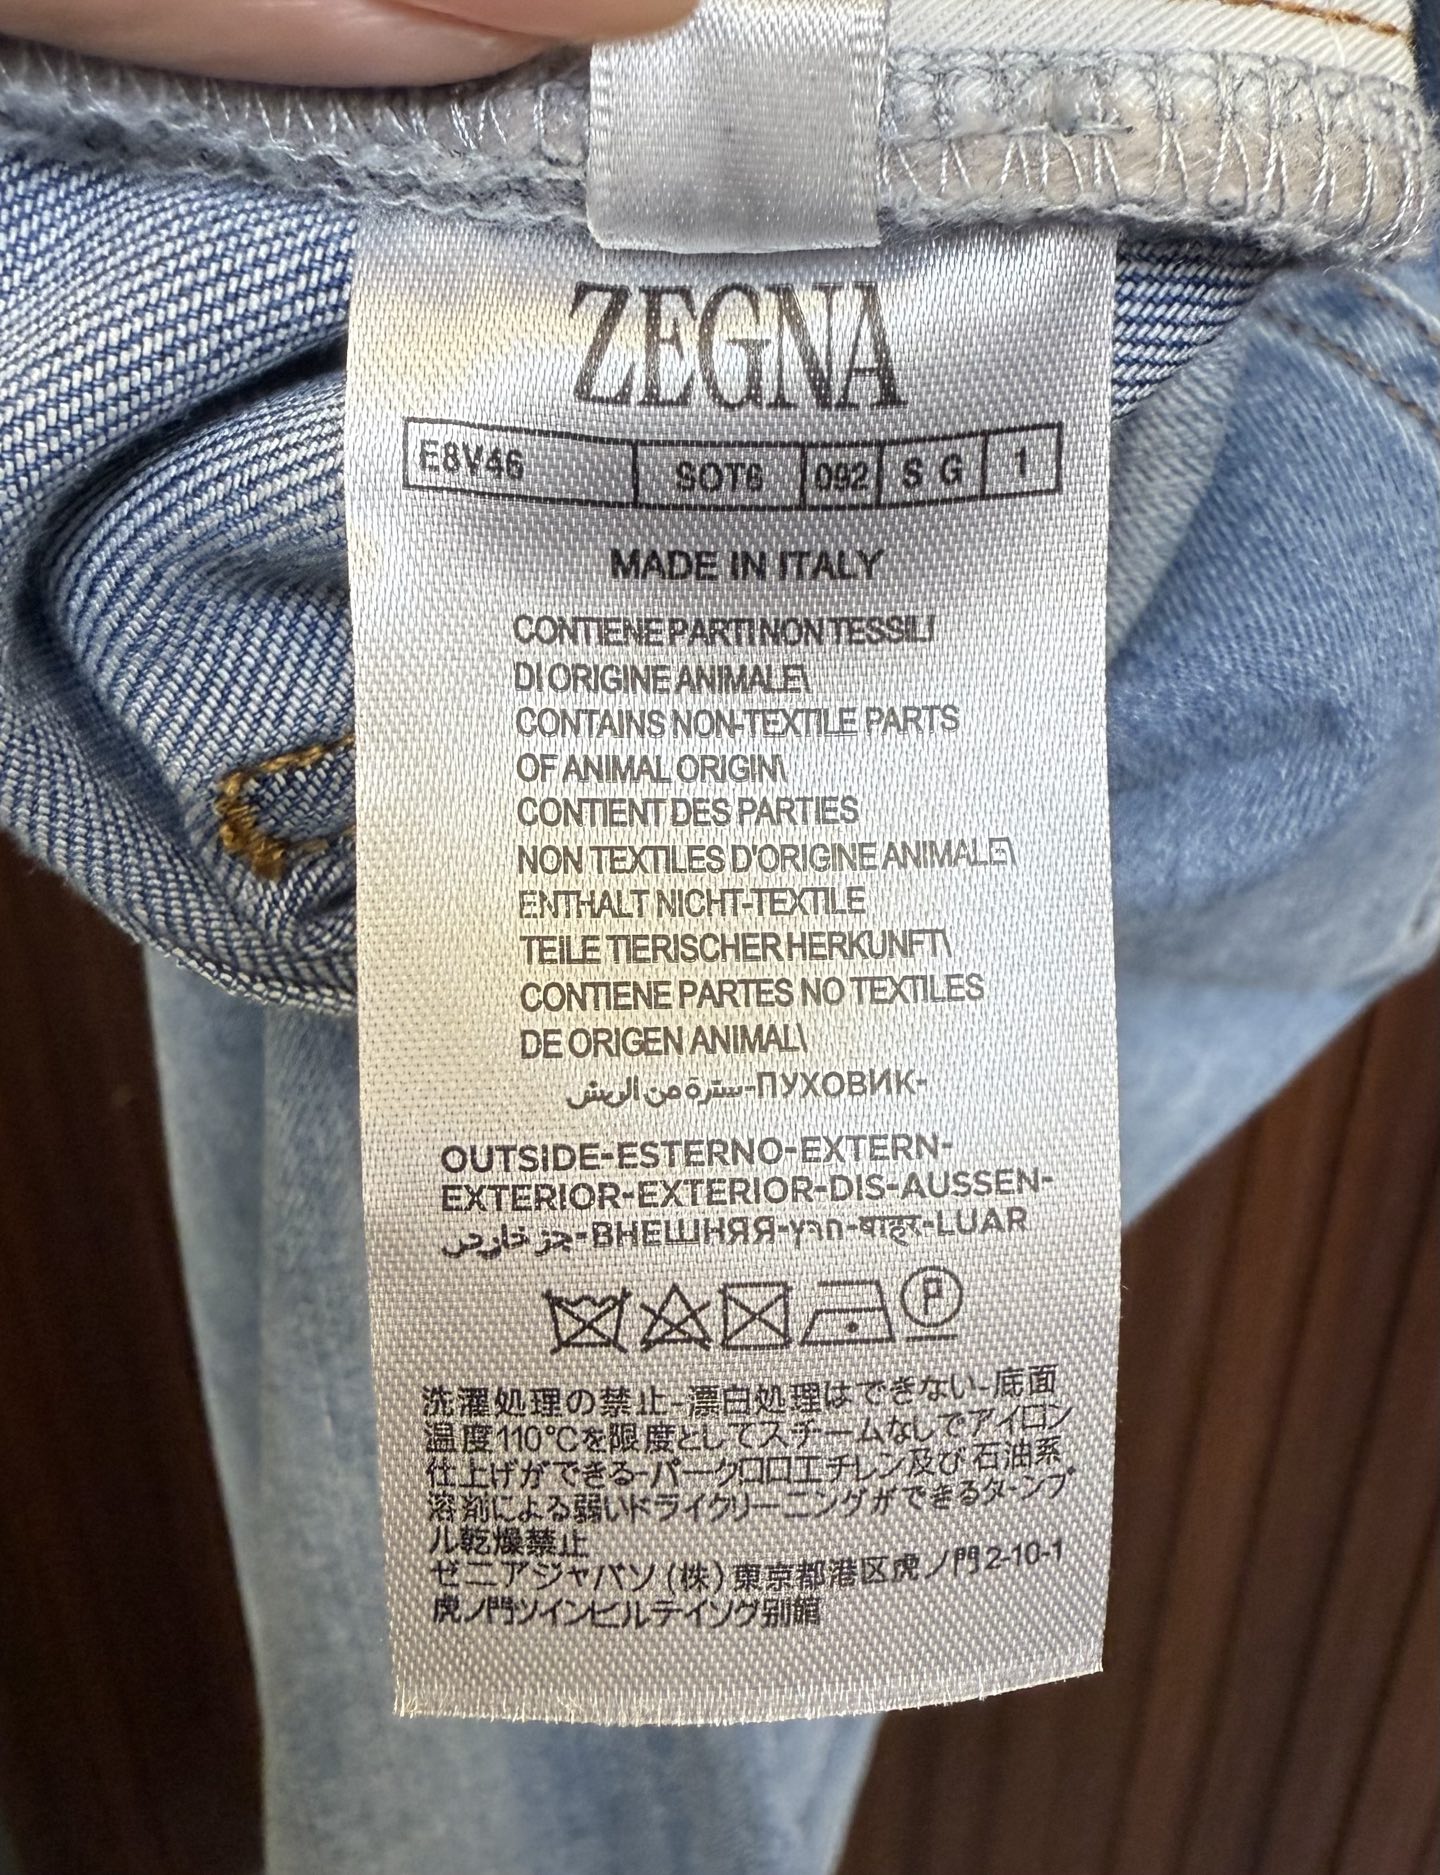 ZEGNA
E8V46 SOT6 092 S G 1
MADE IN ITALY
CONTIENE PARTI NON TESSILI
DI ORIGINE ANIMALE\
CONTAINS NON-TEXTILE PARTS
OF ANIMAL ORIGIN\
CONTIENT DES PARTIES
NON TEXTILES D'ORIGINE ANIMALE\
ENTHALT NICHT-TEXTILE
TEILE TIERISCHER HERKUNFT\
CONTIENE PARTES NO TEXTILES
DE ORIGEN ANIMAL\
سترة من الريش-ПУХОВИК-
OUTSIDE-ESTERNO-EXTERN-
EXTERIOR-EXTERIOR-DIS-AUSSEN-
جز خارجي-ВНЕШНЯЯ-ץרחו-बाहर-LUAR
P
洗濯処理の禁止-漂白処理はできない-底面
温度110°Cを限度としてスチームなしでアイロン
仕上げができる-パークロロエチレン及び石油系
溶剤による弱いドライクリーニングができるタンブ
ル乾燥禁止
ゼニアジャパン(株)東京都港区虎ノ門2-10-1
虎ノ門ツインビルテイング別館